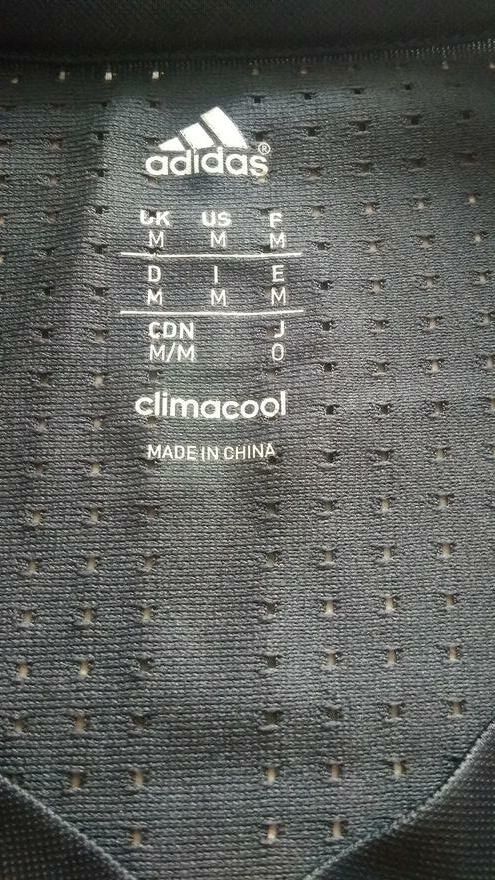 adidas®
UK US F
M M M
D I E
M M M
CDN J
M/M O
climacool
MADE IN CHINA